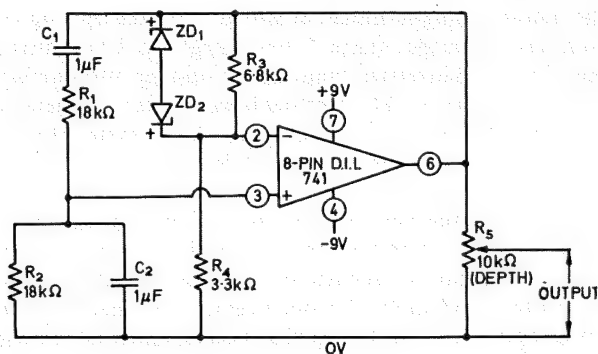 C1
1µF
R1
18kΩ
+
ZD1
ZD2
+
R3
6·8kΩ
+9V
7
2
−
8-PIN D.I.L
741
6
3
+
4
-9V
R2
18kΩ
C2
1µF
R4
3·3kΩ
R5
10kΩ
(DEPTH)
OUTPUT
0V